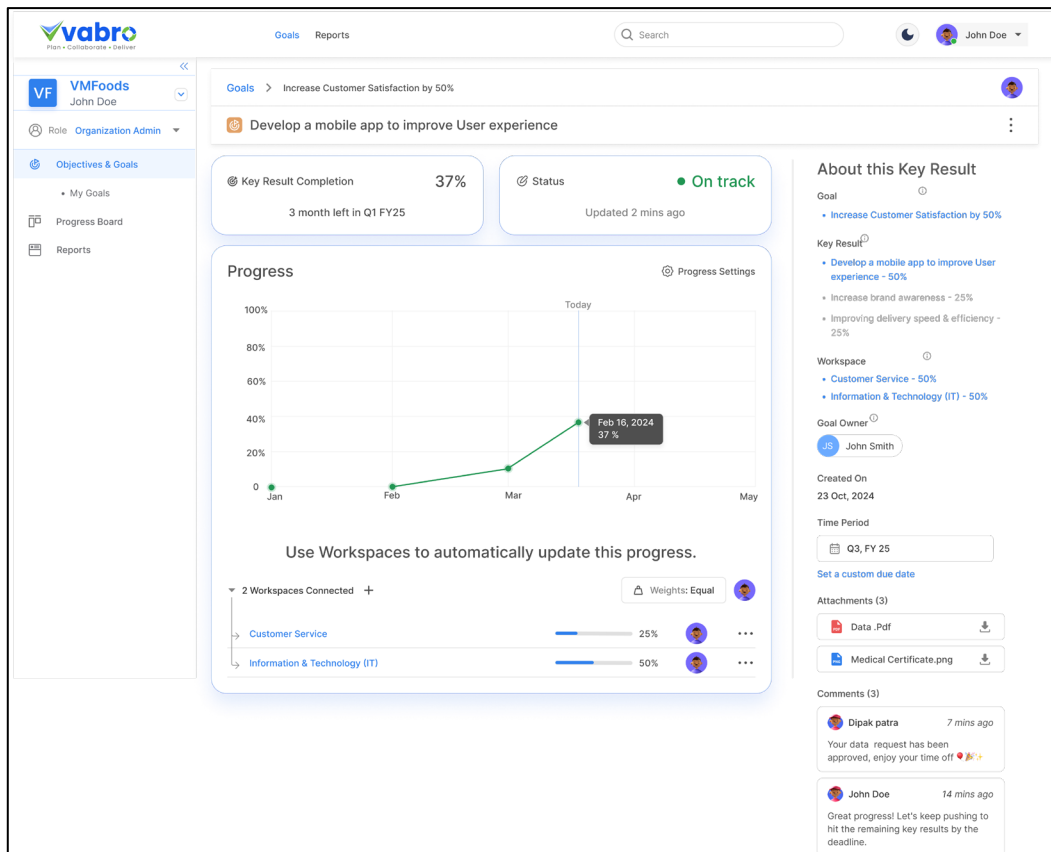 vabro
Plan • Collaborate • Deliver
Goals
Reports
Search
John Doe
VF
VMFoods
John Doe
Role Organization Admin
Objectives & Goals
• My Goals
Progress Board
Reports
Goals > Increase Customer Satisfaction by 50%
Develop a mobile app to improve User experience
Key Result Completion
37%
3 month left in Q1 FY25
Status
• On track
Updated 2 mins ago
Progress
Progress Settings
Today
100%
80%
60%
40%
20%
0
Feb 16, 2024
37 %
Jan
Feb
Mar
Apr
May
Use Workspaces to automatically update this progress.
2 Workspaces Connected +
Weights: Equal
Customer Service
25%
Information & Technology (IT)
50%
About this Key Result
Goal
• Increase Customer Satisfaction by 50%
Key Result
• Develop a mobile app to improve User
experience - 50%
• Increase brand awareness - 25%
• Improving delivery speed & efficiency -
25%
Workspace
• Customer Service - 50%
• Information & Technology (IT) - 50%
Goal Owner
JS
John Smith
Created On
23 Oct, 2024
Time Period
Q3, FY 25
Set a custom due date
Attachments (3)
PDF
Data .Pdf
PNG
Medical Certificate.png
Comments (3)
Dipak patra
7 mins ago
Your data request has been
approved, enjoy your time off 🎈🎉✨
John Doe
14 mins ago
Great progress! Let's keep pushing to
hit the remaining key results by the
deadline.